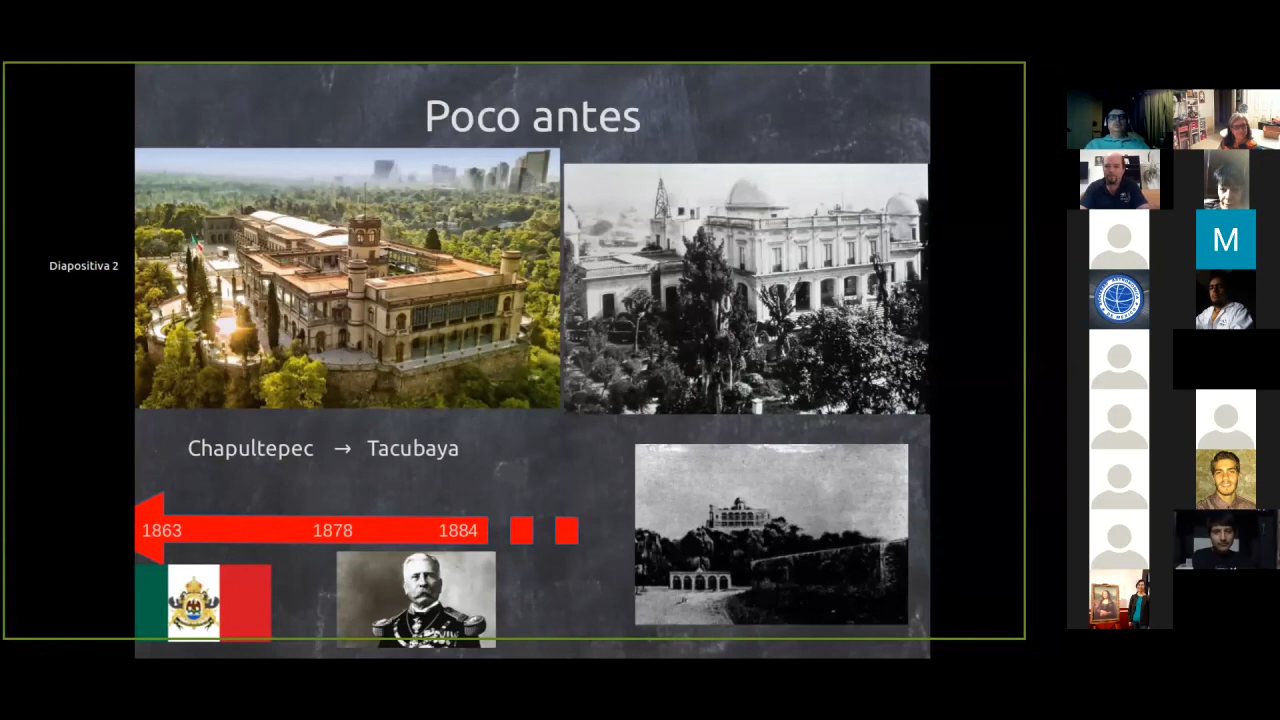 Poco antes
Diapositiva 2
Chapultepec → Tacubaya
1863 1878 1884
M